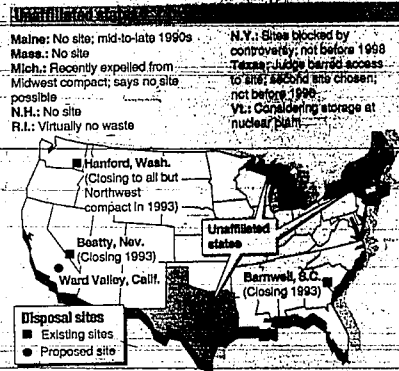 Unaffiliated states
Maine: No site; mid-to-late 1990s
Mass.: No site
Mich.: Recently expelled from
Midwest compact; says no site
possible
N.H.: No site
R.I.: Virtually no waste
N.Y.: Sites blocked by
controversy; not before 1998
Texas: Judge barred access
to site; second site chosen;
not before 1996
Vt.: Considering storage at
nuclear plant
Hanford, Wash.
(Closing to all but
Northwest
compact in 1993)
Unaffiliated
states
Beatty, Nev.
(Closing 1993)
Ward Valley, Calif.
Barnwell, S.C.
(Closing 1993)
Disposal sites
Existing sites
Proposed site